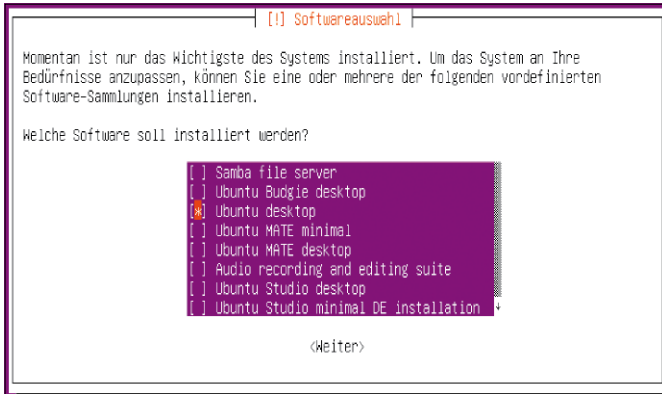 [!] Softwareauswahl
Momentan ist nur das Wichtigste des Systems installiert. Um das System an Ihre
Bedürfnisse anzupassen, können Sie eine oder mehrere der folgenden vordefinierten
Software-Sammlungen installieren.
Welche Software soll installiert werden?
[ ] Samba file server
[ ] Ubuntu Budgie desktop
[*] Ubuntu desktop
[ ] Ubuntu MATE minimal
[ ] Ubuntu MATE desktop
[ ] Audio recording and editing suite
[ ] Ubuntu Studio desktop
[ ] Ubuntu Studio minimal DE installation
<Weiter>